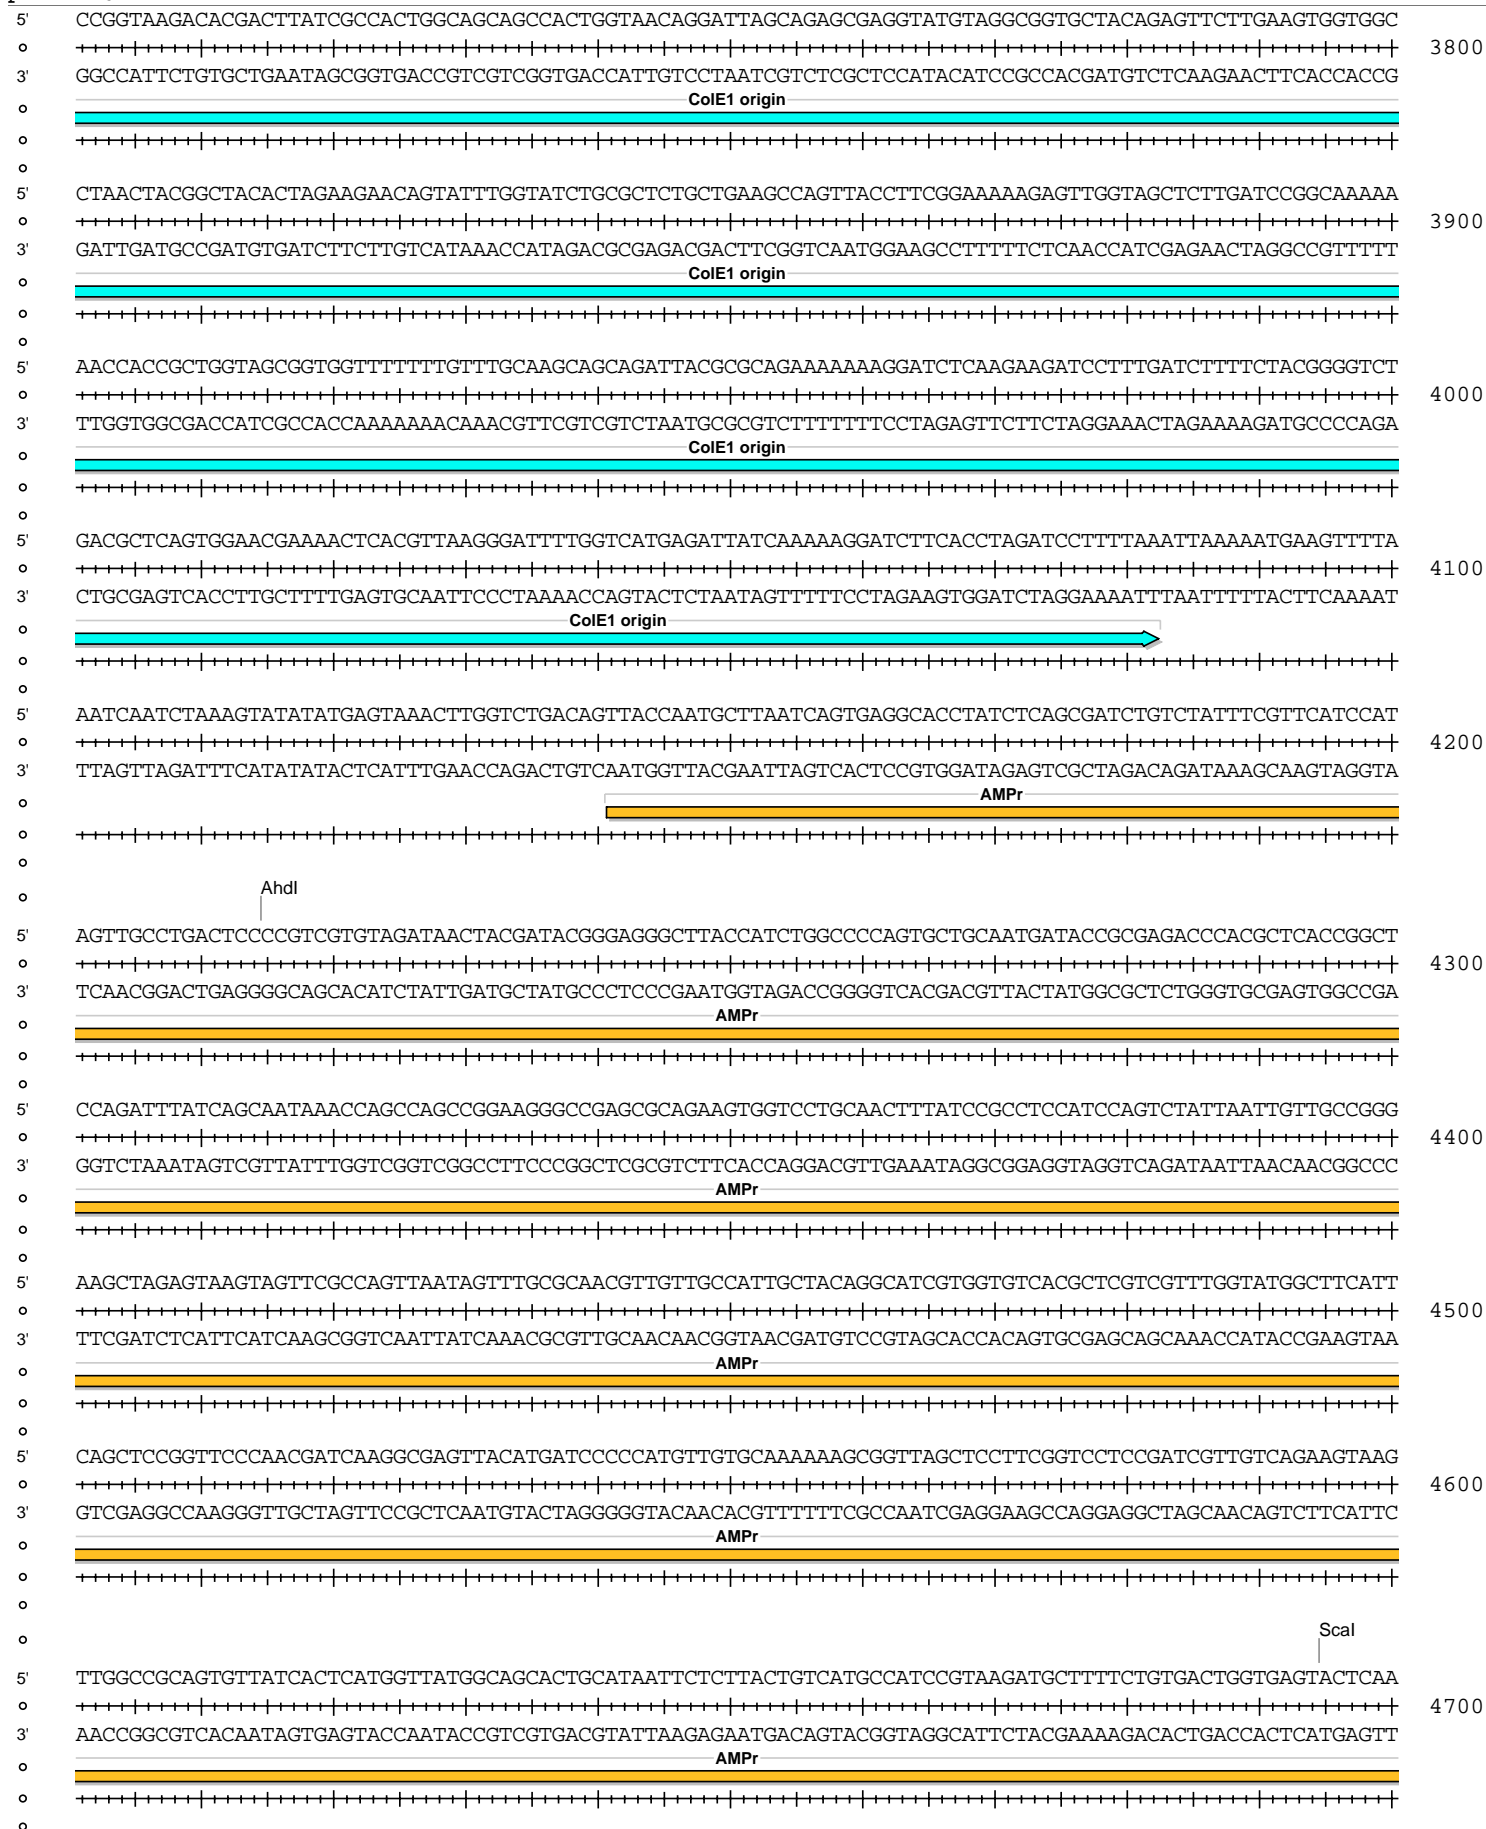 5' CCGGTAAGACACGACTTATCGCCACTGGCAGCAGCCACTGGTAACAGGATTAGCAGAGCGAGGTATGTAGGCGGTGCTACAGAGTTCTTGAAGTGGTGGC
3800
3' GGCCATTCTGTGCTGAATAGCGGTGACCGTCGTCGGTGACCATTGTCCTAATCGTCTCGCTCCATACATCCGCCACGATGTCTCAAGAACTTCACCACCG
ColE1 origin
5' CTAACTACGGCTACACTAGAAGAACAGTATTTGGTATCTGCGCTCTGCTGAAGCCAGTTACCTTCGGAAAAAGAGTTGGTAGCTCTTGATCCGGCAAAAA
3900
3' GATTGATGCCGATGTGATCTTCTTGTCATAAACCATAGACGCGAGACGACTTCGGTCAATGGAAGCCTTTTTCTCAACCATCGAGAACTAGGCCGTTTTT
ColE1 origin
5' AACCACCGCTGGTAGCGGTGGTTTTTTTGTTTGCAAGCAGCAGATTACGCGCAGAAAAAAAGGATCTCAAGAAGATCCTTTGATCTTTTCTACGGGGTCT
4000
3' TTGGTGGCGACCATCGCCACCAAAAAAACAAACGTTCGTCGTCTAATGCGCGTCTTTTTTTCCTAGAGTTCTTCTAGGAAACTAGAAAAGATGCCCCAGA
ColE1 origin
5' GACGCTCAGTGGAACGAAAACTCACGTTAAGGGATTTTGGTCATGAGATTATCAAAAAGGATCTTCACCTAGATCCTTTTAAATTAAAAATGAAGTTTTA
4100
3' CTGCGAGTCACCTTGCTTTTGAGTGCAATTCCCTAAAACCAGTACTCTAATAGTTTTTCCTAGAAGTGGATCTAGGAAAATTTAATTTTTACTTCAAAAT
ColE1 origin
5' AATCAATCTAAAGTATATATGAGTAAACTTGGTCTGACAGTTACCAATGCTTAATCAGTGAGGCACCTATCTCAGCGATCTGTCTATTTCGTTCATCCAT
4200
3' TTAGTTAGATTTCATATATACTCATTTGAACCAGACTGTCAATGGTTACGAATTAGTCACTCCGTGGATAGAGTCGCTAGACAGATAAAGCAAGTAGGTA
AMPr
AhdI
5' AGTTGCCTGACTCCCCGTCGTGTAGATAACTACGATACGGGAGGGCTTACCATCTGGCCCCAGTGCTGCAATGATACCGCGAGACCCACGCTCACCGGCT
4300
3' TCAACGGACTGAGGGGCAGCACATCTATTGATGCTATGCCCTCCCGAATGGTAGACCGGGGTCACGACGTTACTATGGCGCTCTGGGTGCGAGTGGCCGA
AMPr
5' CCAGATTTATCAGCAATAAACCAGCCAGCCGGAAGGGCCGAGCGCAGAAGTGGTCCTGCAACTTTATCCGCCTCCATCCAGTCTATTAATTGTTGCCGGG
4400
3' GGTCTAAATAGTCGTTATTTGGTCGGTCGGCCTTCCCGGCTCGCGTCTTCACCAGGACGTTGAAATAGGCGGAGGTAGGTCAGATAATTAACAACGGCCC
AMPr
5' AAGCTAGAGTAAGTAGTTCGCCAGTTAATAGTTTGCGCAACGTTGTTGCCATTGCTACAGGCATCGTGGTGTCACGCTCGTCGTTTGGTATGGCTTCATT
4500
3' TTCGATCTCATTCATCAAGCGGTCAATTATCAAACGCGTTGCAACAACGGTAACGATGTCCGTAGCACCACAGTGCGAGCAGCAAACCATACCGAAGTAA
AMPr
5' CAGCTCCGGTTCCCAACGATCAAGGCGAGTTACATGATCCCCCATGTTGTGCAAAAAAGCGGTTAGCTCCTTCGGTCCTCCGATCGTTGTCAGAAGTAAG
4600
3' GTCGAGGCCAAGGGTTGCTAGTTCCGCTCAATGTACTAGGGGGTACAACACGTTTTTTCGCCAATCGAGGAAGCCAGGAGGCTAGCAACAGTCTTCATTC
AMPr
ScaI
5' TTGGCCGCAGTGTTATCACTCATGGTTATGGCAGCACTGCATAATTCTCTTACTGTCATGCCATCCGTAAGATGCTTTTCTGTGACTGGTGAGTACTCAA
4700
3' AACCGGCGTCACAATAGTGAGTACCAATACCGTCGTGACGTATTAAGAGAATGACAGTACGGTAGGCATTCTACGAAAAGACACTGACCACTCATGAGTT
AMPr